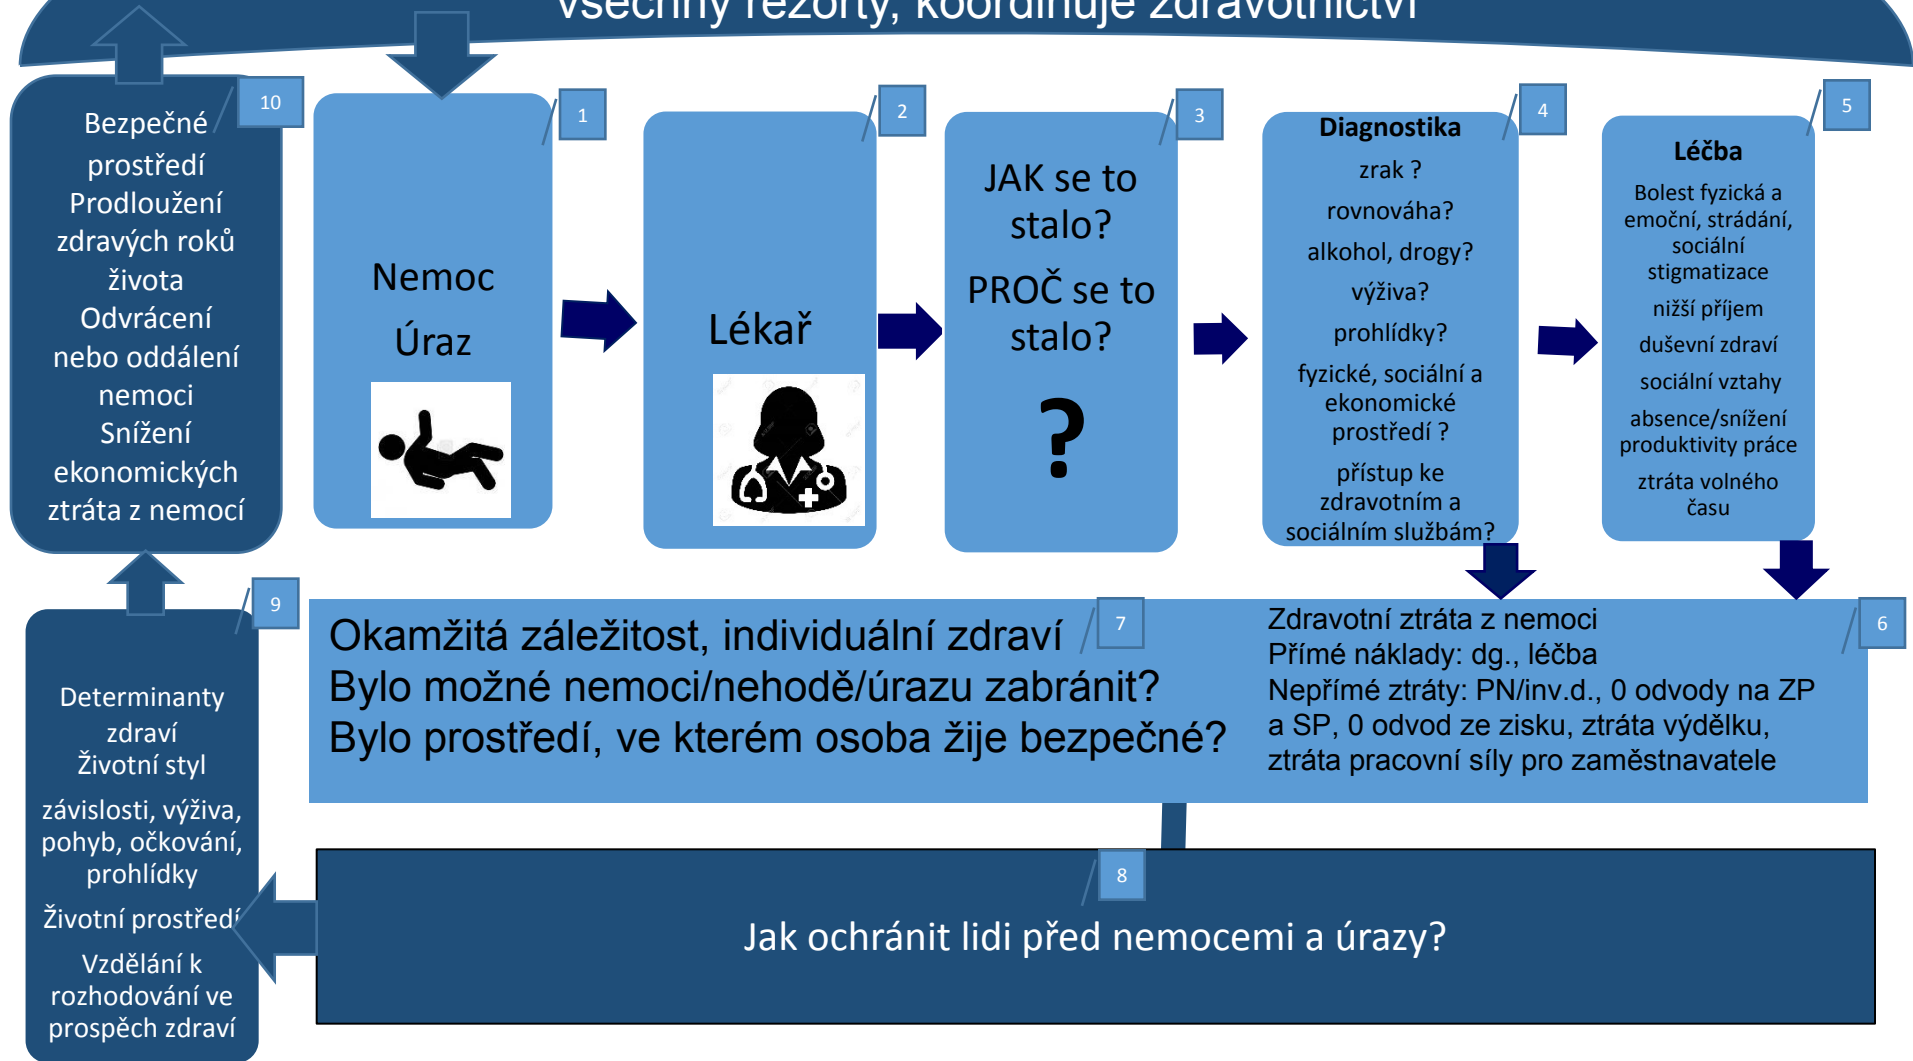 všechny rezorty, koordinuje zdravotnictví
10
Bezpečné
prostředí
Prodloužení
zdravých roků
života
Odvrácení
nebo oddálení
nemoci
Snížení
ekonomických
ztráta z nemocí
1
Nemoc
Úraz
2
Lékař
3
JAK se to
stalo?
PROČ se to
stalo?
?
4
Diagnostika
zrak ?
rovnováha?
alkohol, drogy?
výživa?
prohlídky?
fyzické, sociální a
ekonomické
prostředí ?
přístup ke
zdravotním a
sociálním službám?
5
Léčba
Bolest fyzická a
emoční, strádání,
sociální
stigmatizace
nižší příjem
duševní zdraví
sociální vztahy
absence/snížení
produktivity práce
ztráta volného
času
6
Zdravotní ztráta z nemoci
Přímé náklady: dg., léčba
Nepřímé ztráty: PN/inv.d., 0 odvody na ZP
a SP, 0 odvod ze zisku, ztráta výdělku,
ztráta pracovní síly pro zaměstnavatele
7
Okamžitá záležitost, individuální zdraví
Bylo možné nemoci/nehodě/úrazu zabránit?
Bylo prostředí, ve kterém osoba žije bezpečné?
8
Jak ochránit lidi před nemocemi a úrazy?
9
Determinanty
zdraví
Životní styl
závislosti, výživa,
pohyb, očkování,
prohlídky
Životní prostředí
Vzdělání k
rozhodování ve
prospěch zdraví